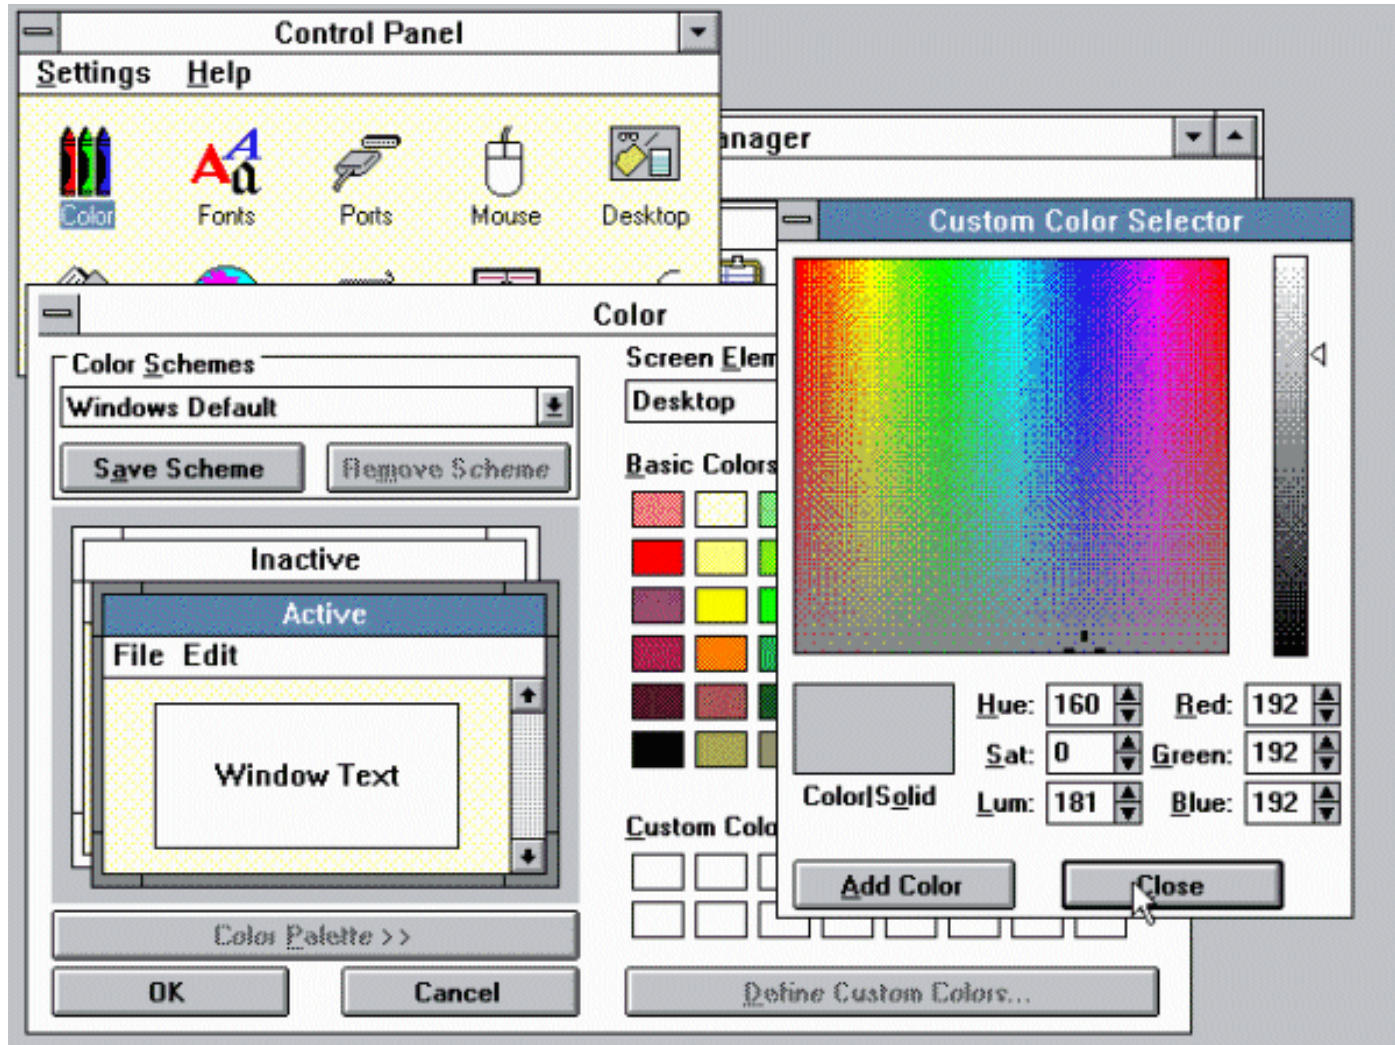 Control Panel
Settings Help
Color Fonts Ports Mouse Desktop
anager
Custom Color Selector
Hue: 160 Red: 192
Sat: 0 Green: 192
Lum: 181 Blue: 192
Color|Solid
Add Color Close
Color
Color Schemes
Windows Default
Save Scheme Remove Scheme
Inactive
Active
File Edit
Window Text
Color Palette >>
OK Cancel
Screen Elem
Desktop
Basic Colors
Custom Colo
Define Custom Colors...